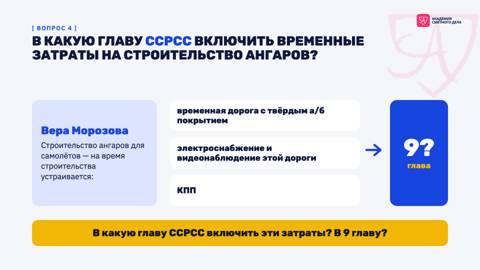 [ ВОПРОС 4 ]
АКАДЕМИЯ
СМЕТНОГО ДЕЛА
В КАКУЮ ГЛАВУ ССРСС ВКЛЮЧИТЬ ВРЕМЕННЫЕ
ЗАТРАТЫ НА СТРОИТЕЛЬСТВО АНГАРОВ?
Вера Морозова
Строительство ангаров для
самолётов — на время
строительства
устраивается:
временная дорога с твёрдым а/б
покрытием
электроснабжение и
видеонаблюдение этой дороги
КПП
9?
глава
В какую главу ССРСС включить эти затраты? В 9 главу?